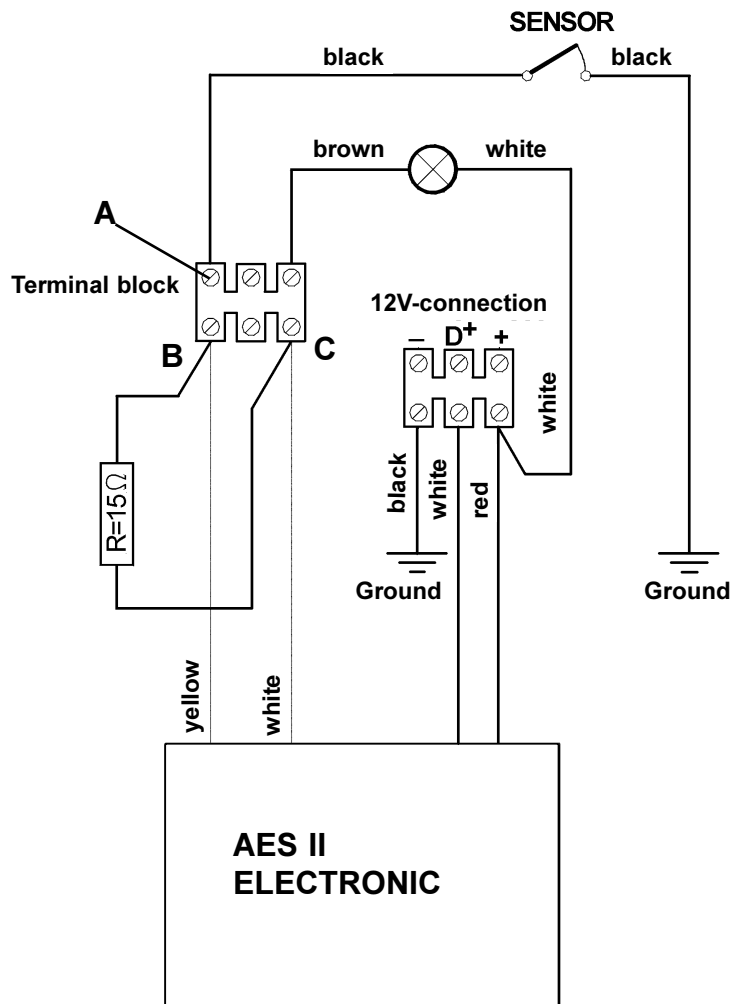 SENSOR
black
black
brown
white
A
Terminal block
12V-connection
– D+ +
B
C
white
black
white
red
R=15Ω
Ground
Ground
yellow
white
AES II
ELECTRONIC